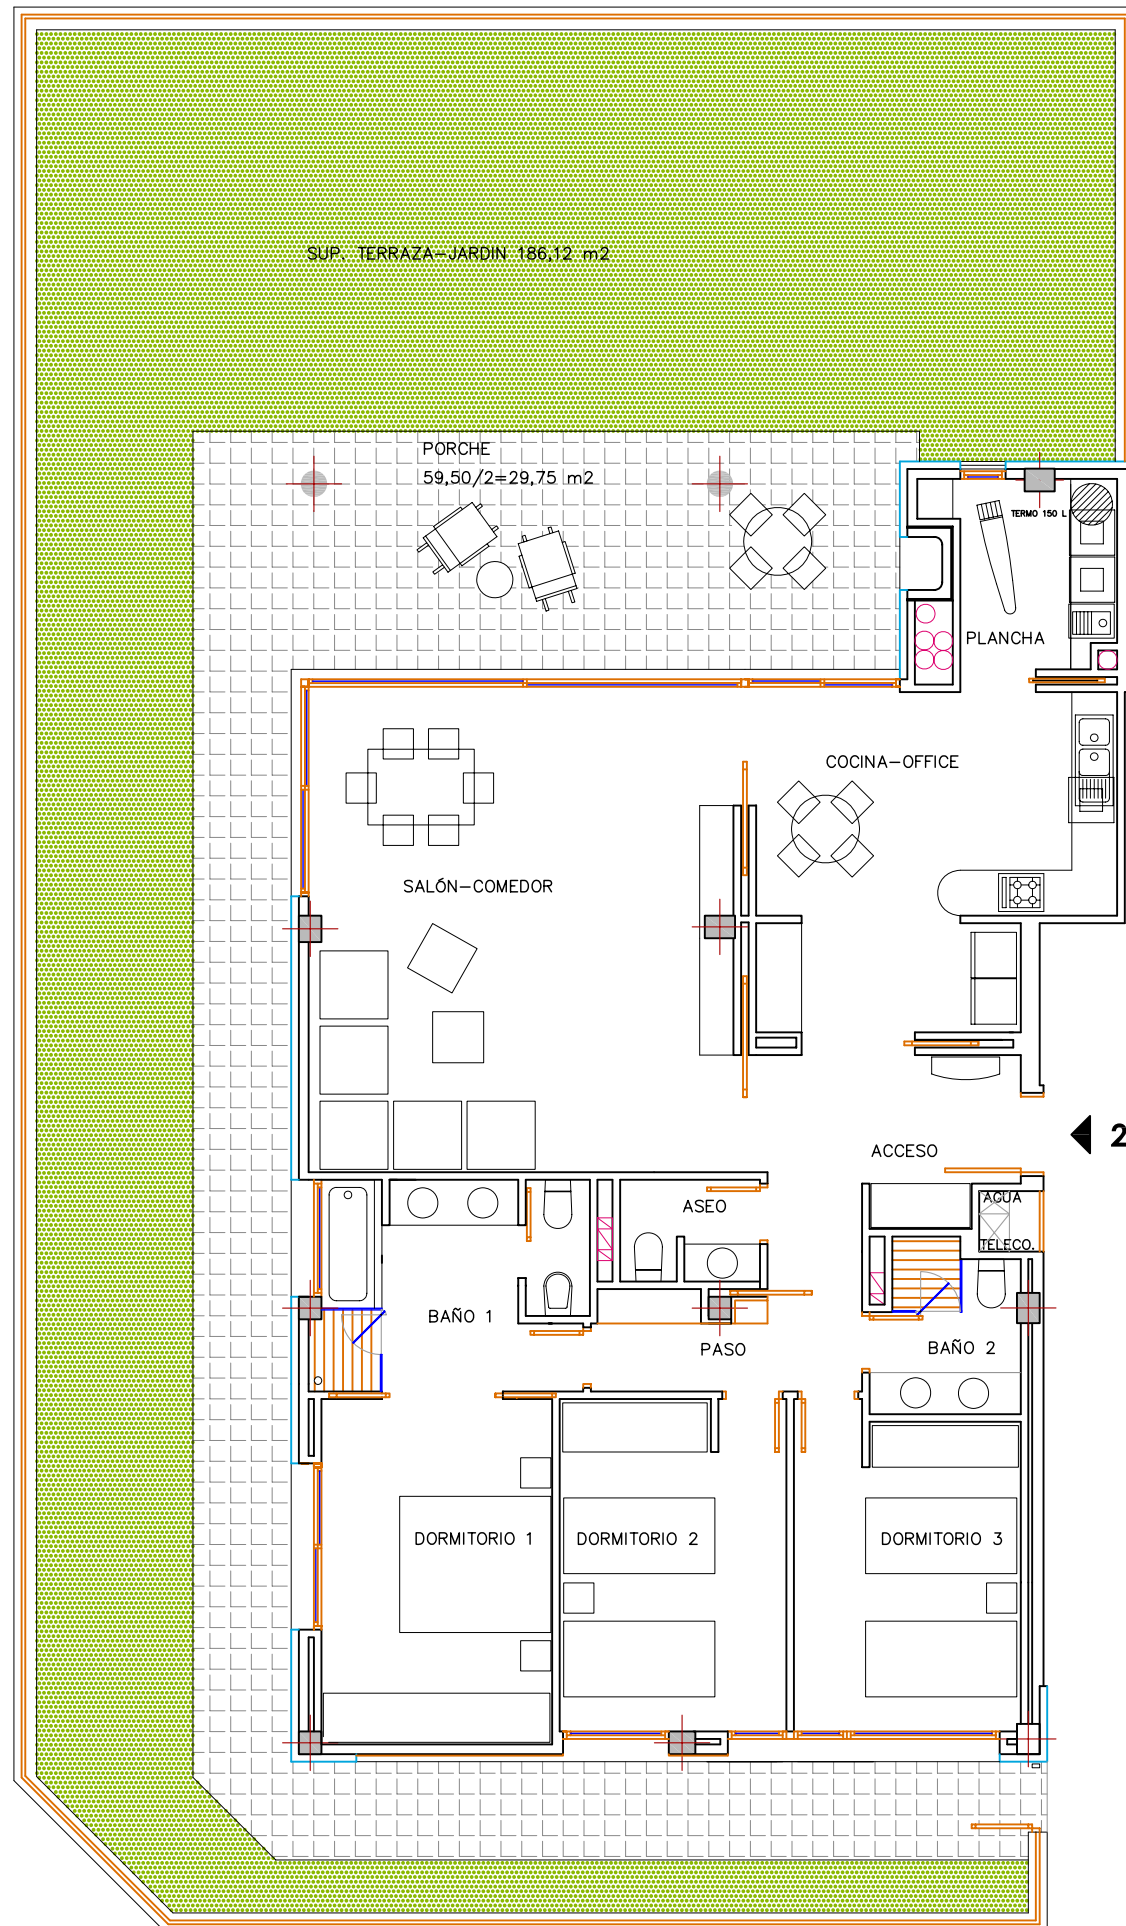 SUP. TERRAZA-JARDIN 186,12 m2
PORCHE
59,50/2=29,75 m2
TERMO 150 L
PLANCHA
COCINA-OFFICE
SALÓN-COMEDOR
2
ACCESO
AGUA
ASEO
TELECO.
BAÑO 1
PASO
BAÑO 2
DORMITORIO 1
DORMITORIO 2
DORMITORIO 3